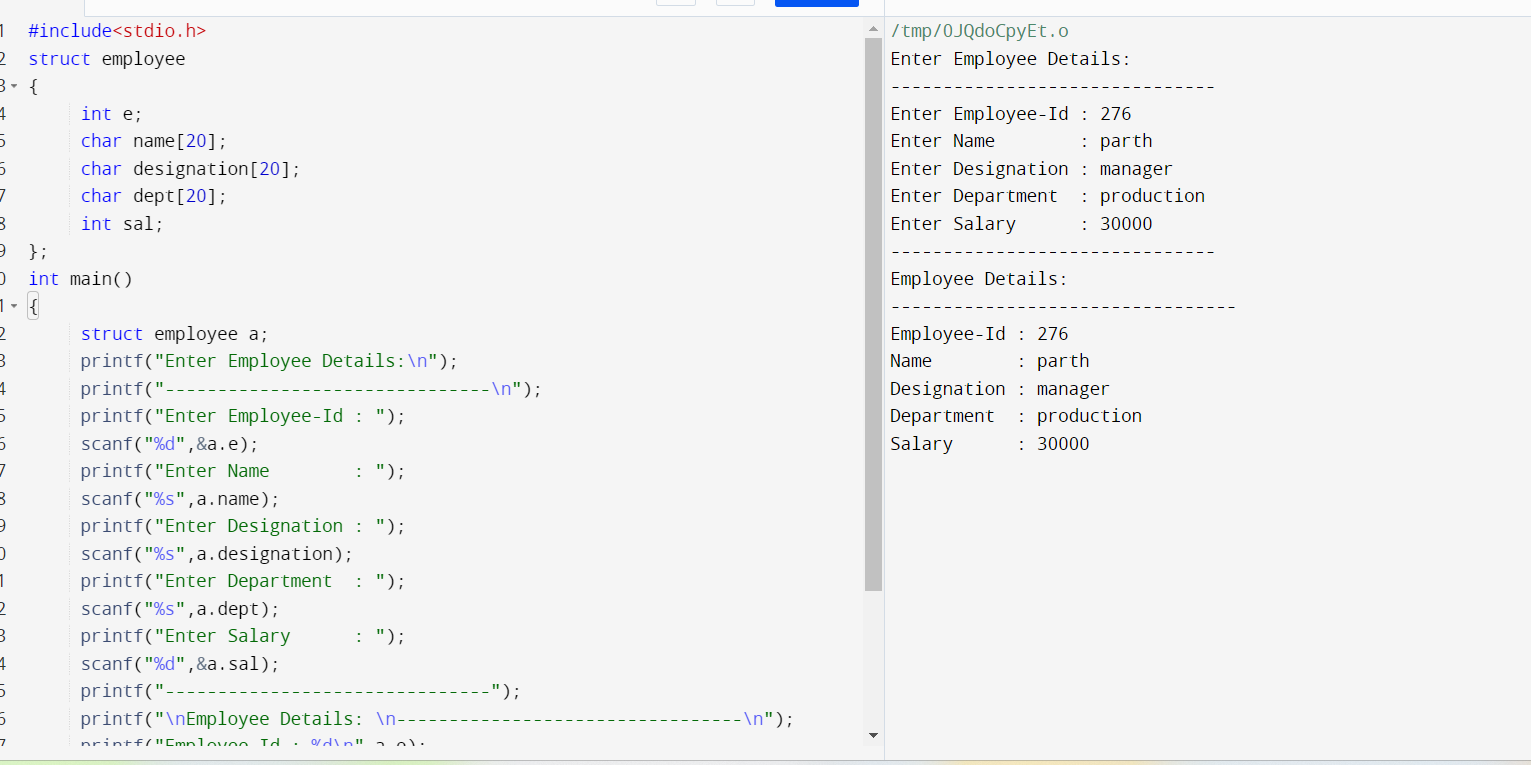 1 #include<stdio.h>
2 struct employee
3 {
4 int e;
5 char name[20];
6 char designation[20];
7 char dept[20];
8 int sal;
9 };
0 int main()
1 {
2 struct employee a;
3 printf("Enter Employee Details:\n");
4 printf("-------------------------------\n");
5 printf("Enter Employee-Id : ");
6 scanf("%d",&a.e);
7 printf("Enter Name        : ");
8 scanf("%s",a.name);
9 printf("Enter Designation : ");
0 scanf("%s",a.designation);
1 printf("Enter Department  : ");
2 scanf("%s",a.dept);
3 printf("Enter Salary      : ");
4 scanf("%d",&a.sal);
5 printf("-------------------------------");
6 printf("\nEmployee Details: \n---------------------------------\n");
7 printf("Employee-Id : %d\n",a.e);
/tmp/OJQdoCpyEt.o
Enter Employee Details:
-------------------------------
Enter Employee-Id : 276
Enter Name        : parth
Enter Designation : manager
Enter Department  : production
Enter Salary      : 30000
-------------------------------
Employee Details:
---------------------------------
Employee-Id : 276
Name        : parth
Designation : manager
Department  : production
Salary      : 30000